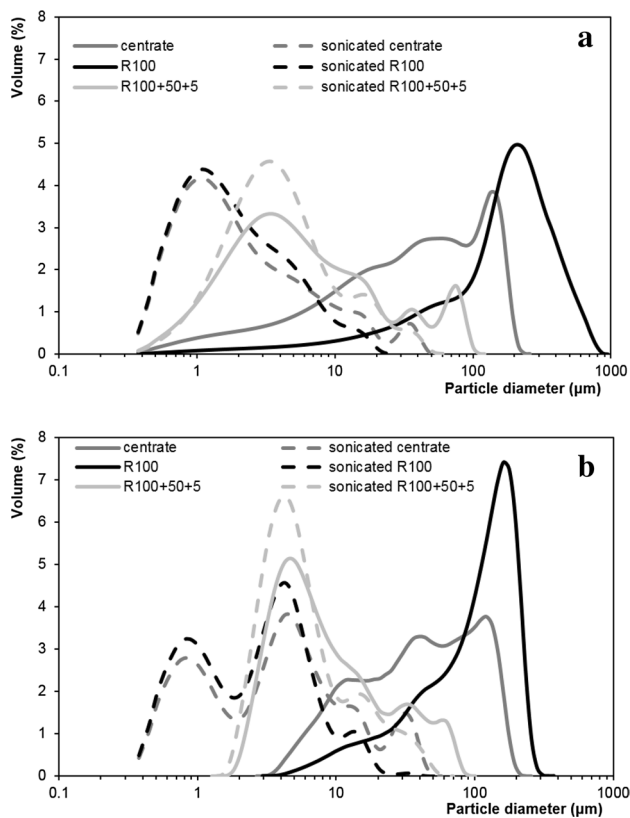 Volume (%)
8
7
6
5
4
3
2
1
0
a
centrate
sonicated centrate
R100
sonicated R100
R100+50+5
sonicated R100+50+5
0.1
1
10
100
1000
Particle diameter (µm)
Volume (%)
8
7
6
5
4
3
2
1
0
b
centrate
sonicated centrate
R100
sonicated R100
R100+50+5
sonicated R100+50+5
0.1
1
10
100
1000
Particle diameter (µm)